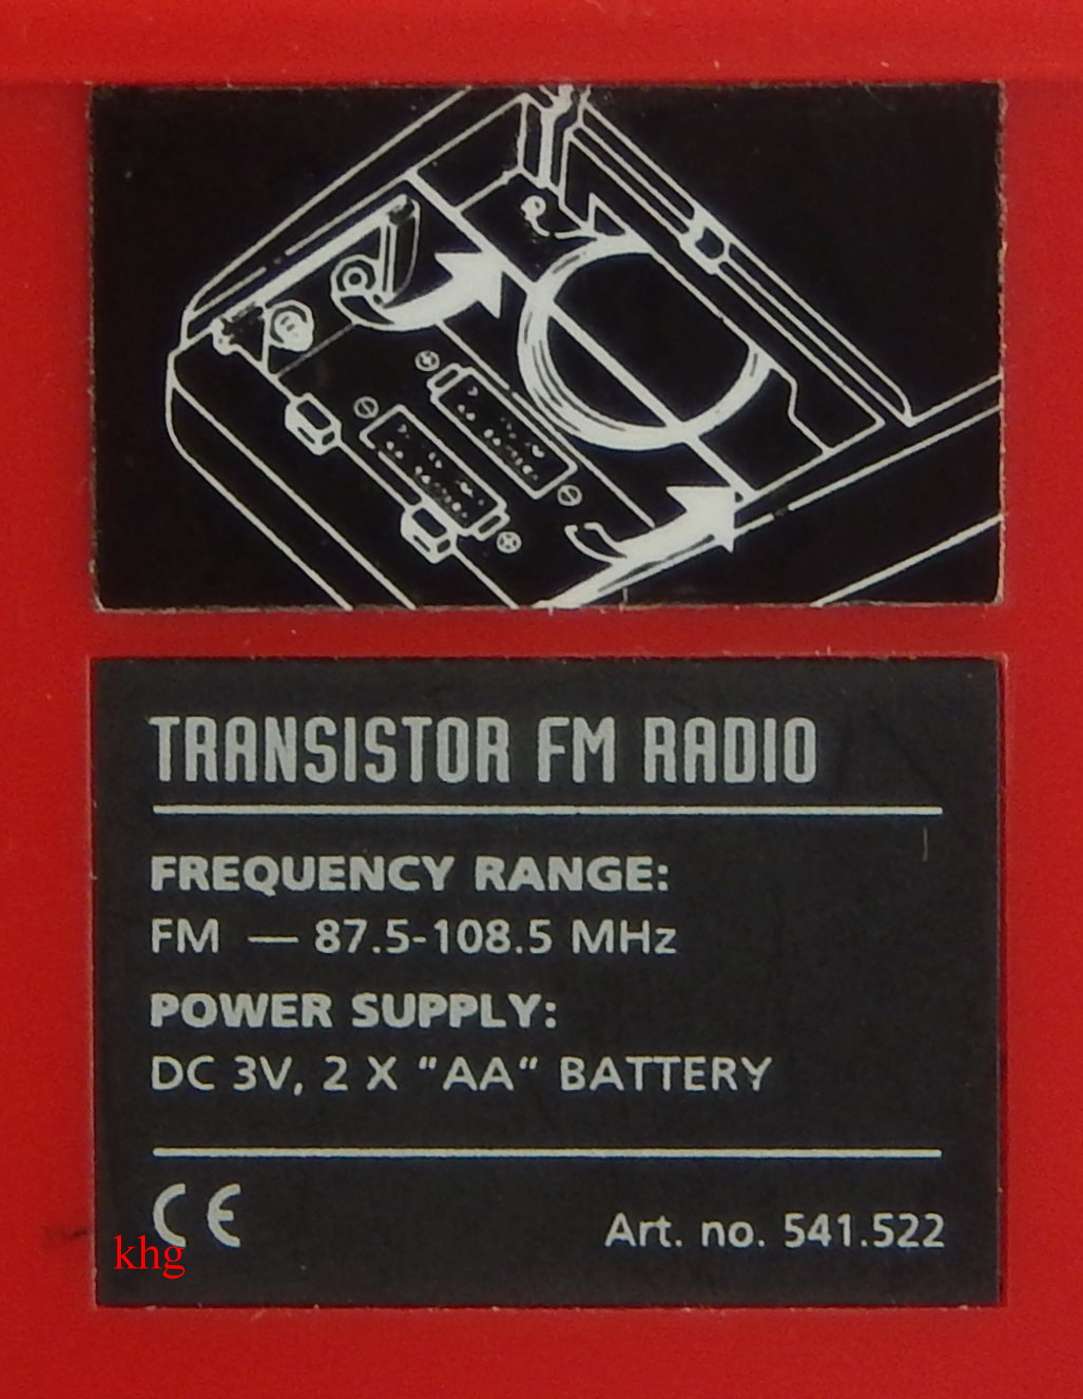 TRANSISTOR FM RADIO
FREQUENCY RANGE:
FM — 87.5-108.5 MHz
POWER SUPPLY:
DC 3V, 2 X "AA" BATTERY
CE
Art. no. 541.522
khg